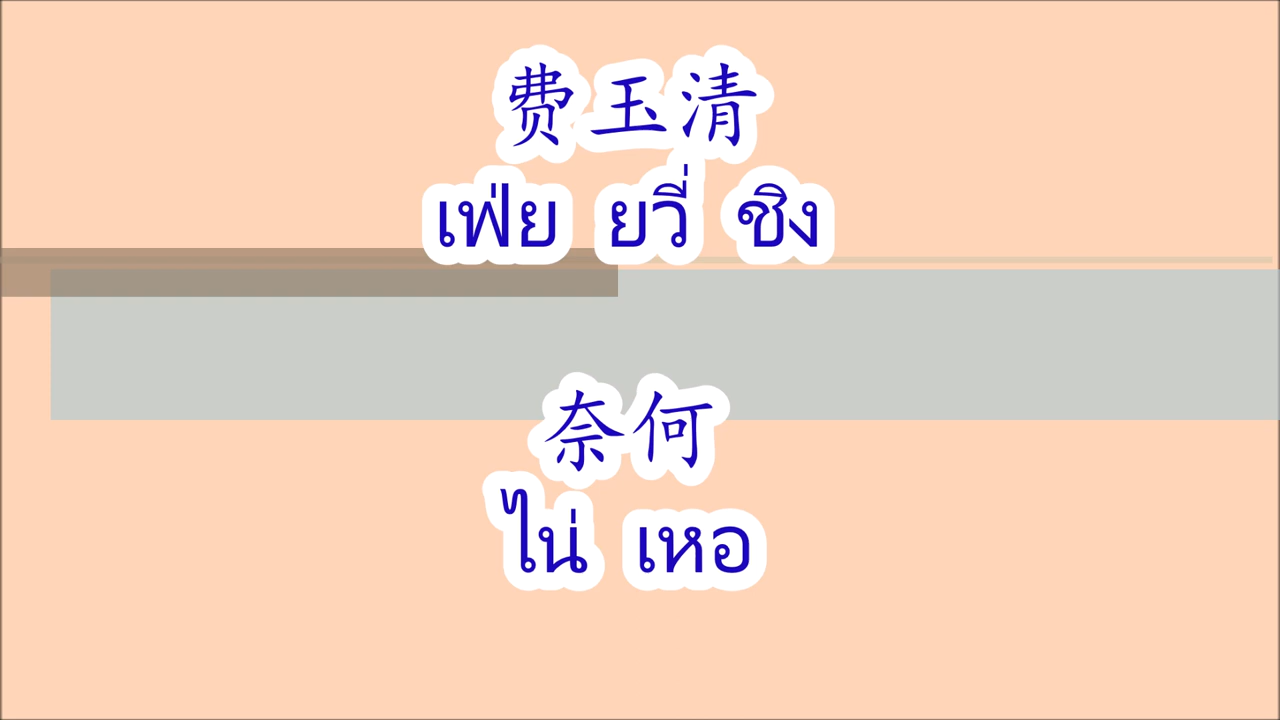 费玉清
เฟ่ย ยวี่ ชิง
奈何
ไน่ เหอ